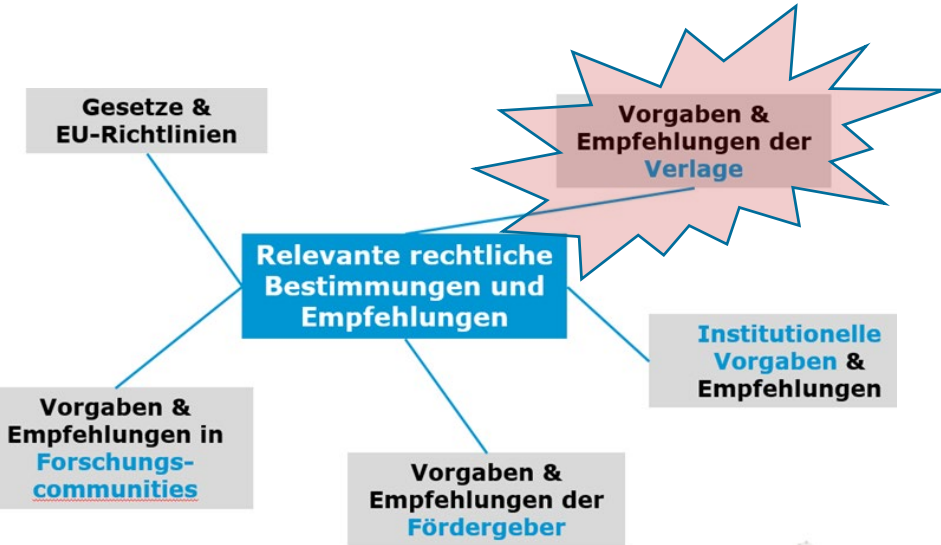 Gesetze &
EU-Richtlinien
Vorgaben &
Empfehlungen der
Verlage
Relevante rechtliche
Bestimmungen und
Empfehlungen
Institutionelle
Vorgaben &
Empfehlungen
Vorgaben &
Empfehlungen in
Forschungs-
communities
Vorgaben &
Empfehlungen der
Fördergeber